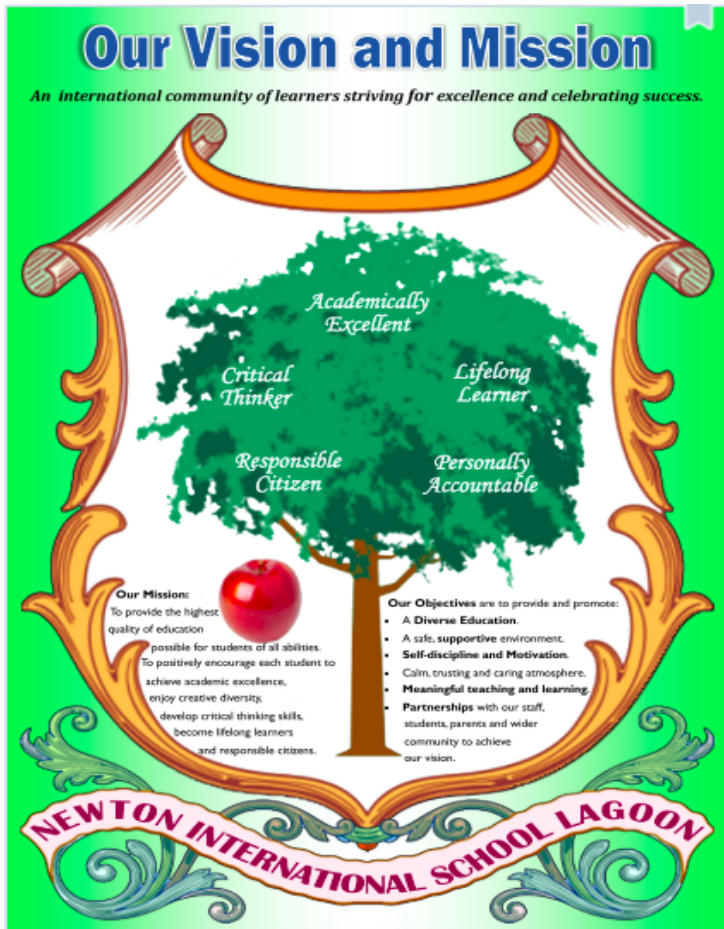 Our Vision and Mission
An international community of learners striving for excellence and celebrating success.
Academically
Excellent
Critical
Thinker
Lifelong
Learner
Responsible
Citizen
Personally
Accountable
Our Mission:
To provide the highest
quality of education
possible for students of all abilities.
To positively encourage each student to
achieve academic excellence,
enjoy creative diversity,
develop critical thinking skills,
become lifelong learners
and responsible citizens.
Our Objectives are to provide and promote:
• A Diverse Education.
• A safe, supportive environment.
• Self-discipline and Motivation.
• Calm, trusting and caring atmosphere.
• Meaningful teaching and learning.
• Partnerships with our staff,
students, parents and wider
community to achieve
our vision.
NEWTON INTERNATIONAL SCHOOL LAGOON